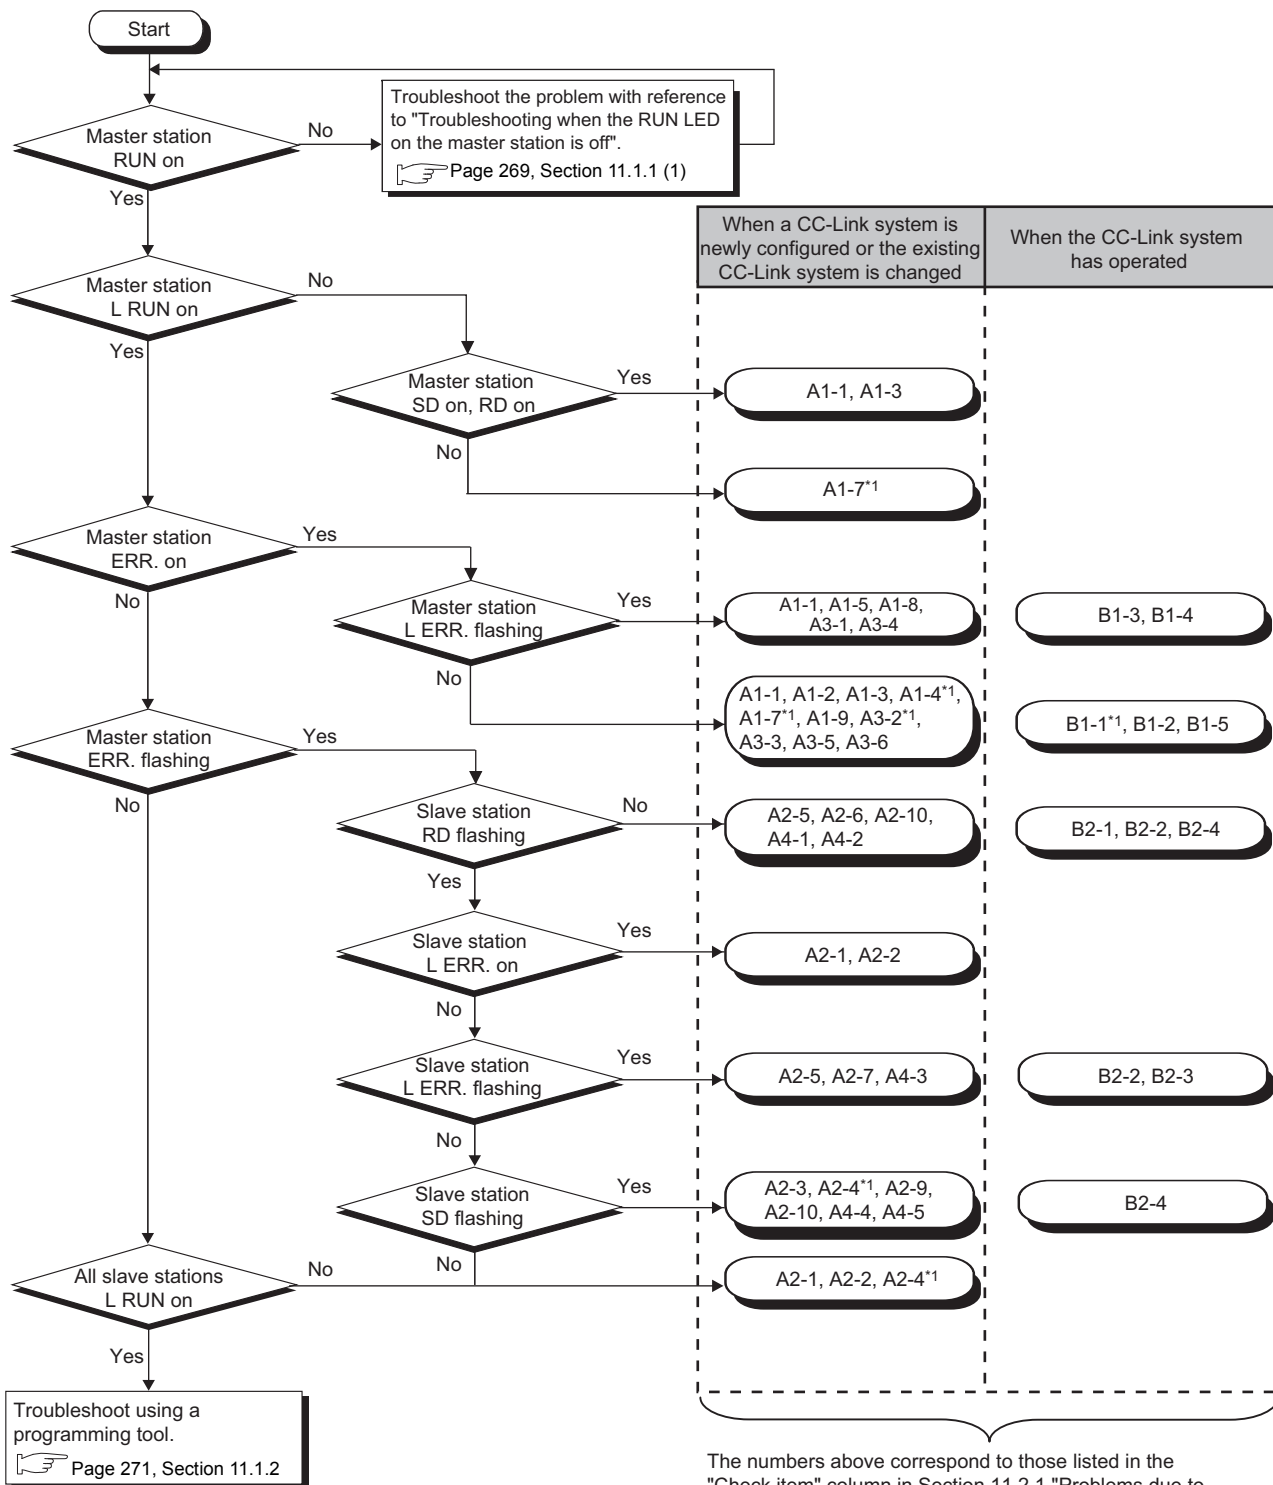 Start
Troubleshoot the problem with reference
to "Troubleshooting when the RUN LED
on the master station is off".
Page 269, Section 11.1.1 (1)
Master station
RUN on
No
Yes
When a CC-Link system is
newly configured or the existing
CC-Link system is changed
When the CC-Link system
has operated
Master station
L RUN on
No
Yes
Master station
SD on, RD on
Yes
A1-1, A1-3
No
A1-7*1
Master station
ERR. on
Yes
No
Master station
L ERR. flashing
Yes
A1-1, A1-5, A1-8,
A3-1, A3-4
B1-3, B1-4
No
A1-1, A1-2, A1-3, A1-4*1,
A1-7*1, A1-9, A3-2*1,
A3-3, A3-5, A3-6
B1-1*1, B1-2, B1-5
Master station
ERR. flashing
Yes
No
Slave station
RD flashing
No
A2-5, A2-6, A2-10,
A4-1, A4-2
B2-1, B2-2, B2-4
Yes
Slave station
L ERR. on
Yes
A2-1, A2-2
No
Slave station
L ERR. flashing
Yes
A2-5, A2-7, A4-3
B2-2, B2-3
No
Slave station
SD flashing
Yes
A2-3, A2-4*1, A2-9,
A2-10, A4-4, A4-5
B2-4
No
All slave stations
L RUN on
No
A2-1, A2-2, A2-4*1
Yes
Troubleshoot using a
programming tool.
Page 271, Section 11.1.2
The numbers above correspond to those listed in the
"Check item" column in Section 11.2.1 "Problems due to